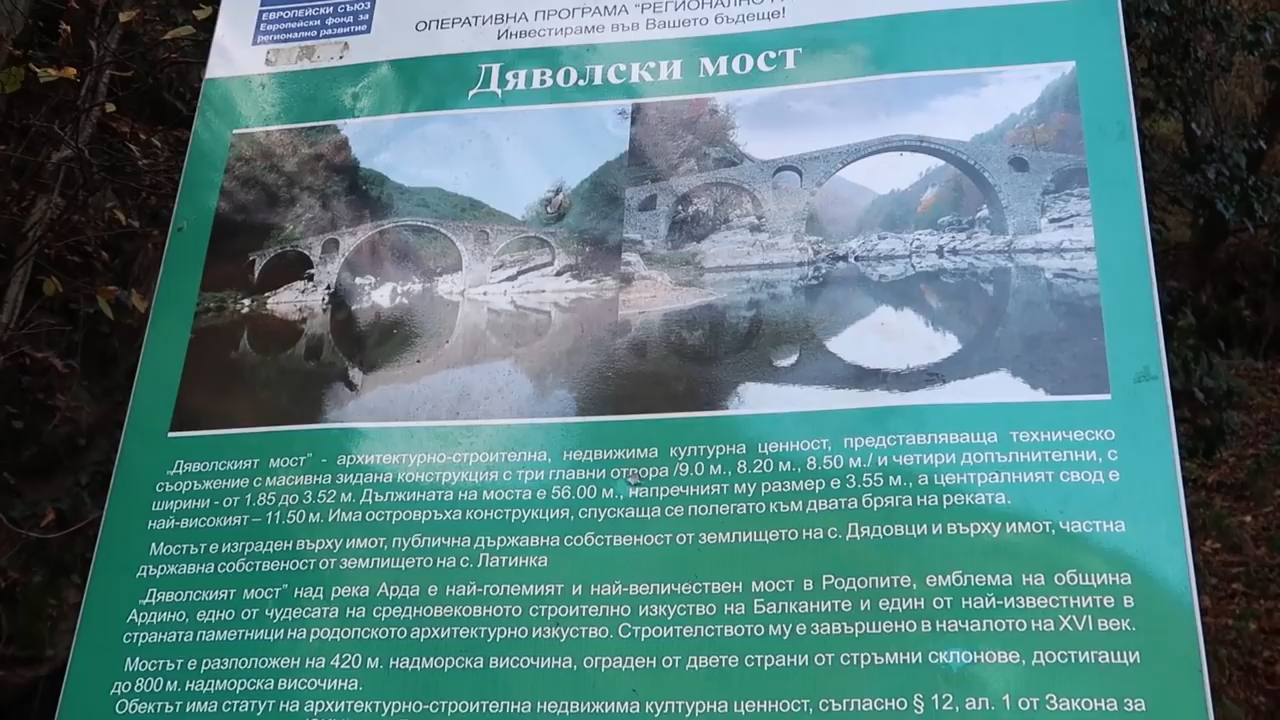 ЕВРОПЕЙСКИ СЪЮЗ
Европейски фонд за
регионално развитие
ОПЕРАТИВНА ПРОГРАМА "РЕГИОНАЛНО
Инвестираме във Вашето бъдеще!
Дяволски мост
„Дяволският мост" - архитектурно-строителна, недвижима културна ценност, представляваща техническо
съоръжение с масивна зидана конструкция с три главни отвора /9.0 м., 8.20 м., 8.50 м./ и четири допълнителни, с
ширини - от 1.85 до 3.52 м. Дължината на моста е 56.00 м., напречният му размер е 3.55 м., а централният свод е
най-високият – 11.50 м. Има островръха конструкция, спускаща се полегато към двата бряга на реката.
Мостът е изграден върху имот, публична държавна собственост от землището на с. Дядовци и върху имот, частна
държавна собственост от землището на с. Латинка
„Дяволският мост" над река Арда е най-големият и най-величествен мост в Родопите, емблема на община
Ардино, едно от чудесата на средновековното строително изкуство на Балканите и един от най-известните в
страната паметници на родопското архитектурно изкуство. Строителството му е завършено в началото на XVI век.
Мостът е разположен на 420 м. надморска височина, ограден от двете страни от стръмни склонове, достигащи
до 800 м. надморска височина.
Обектът има статут на архитектурно-строителна недвижима културна ценност, съгласно § 12, ал. 1 от Закона за